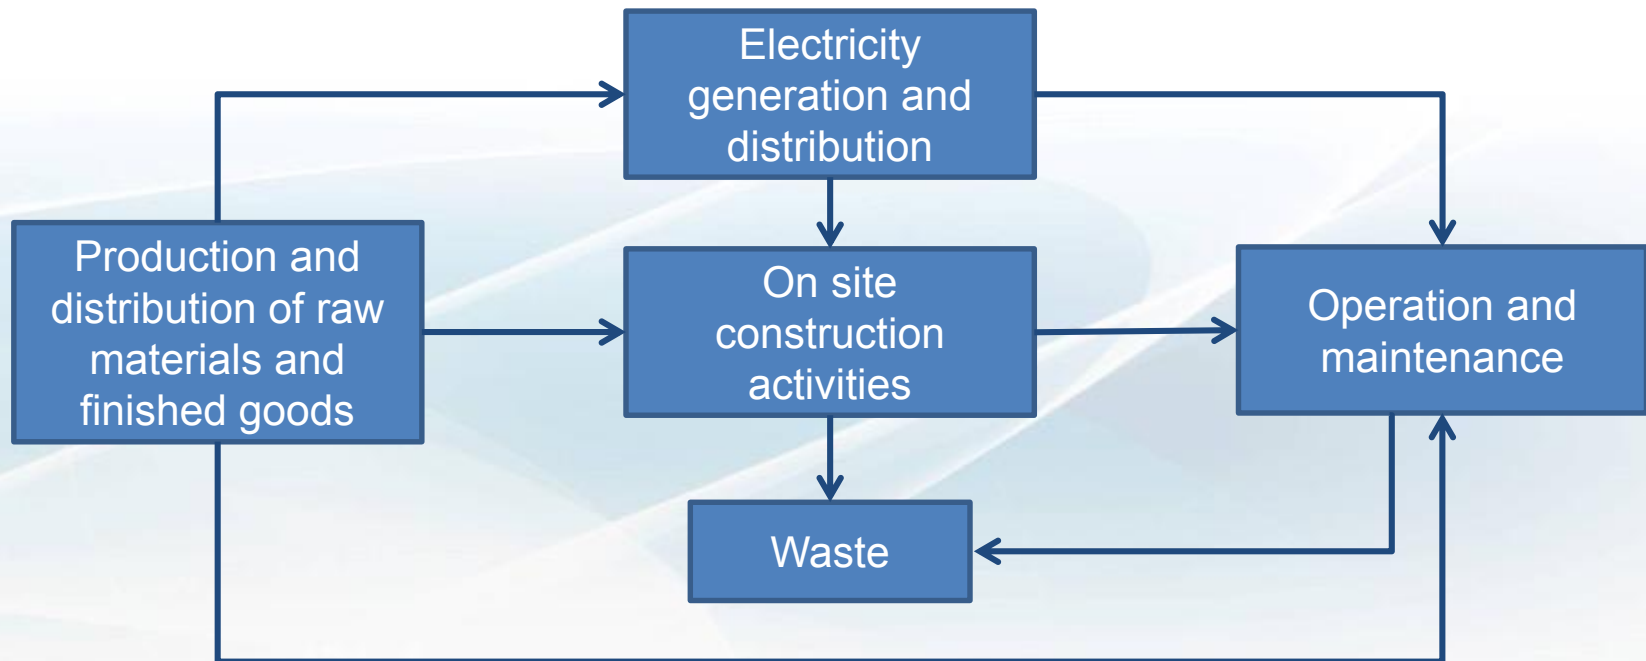 Electricity
generation and
distribution
Production and
distribution of raw
materials and
finished goods
On site
construction
activities
Operation and
maintenance
Waste